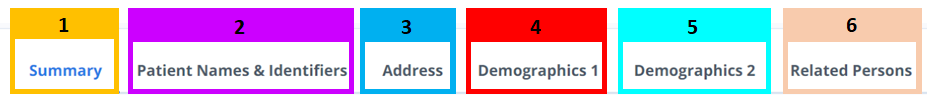 1 2 3 4 5 6
Summary Patient Names & Identifiers Address Demographics 1 Demographics 2 Related Persons